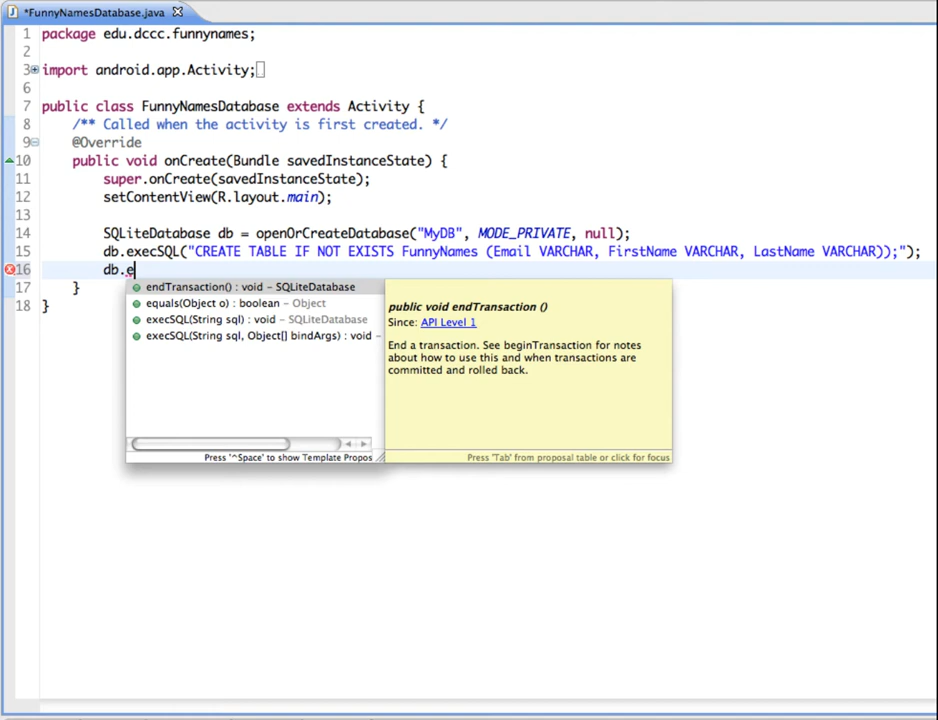 *FunnyNamesDatabase.java
1 package edu.dccc.funnynames;
2
3 import android.app.Activity;
6
7 public class FunnyNamesDatabase extends Activity {
8 /** Called when the activity is first created. */
9 @Override
10 public void onCreate(Bundle savedInstanceState) {
11 super.onCreate(savedInstanceState);
12 setContentView(R.layout.main);
13
14 SQLiteDatabase db = openOrCreateDatabase("MyDB", MODE_PRIVATE, null);
15 db.execSQL("CREATE TABLE IF NOT EXISTS FunnyNames (Email VARCHAR, FirstName VARCHAR, LastName VARCHAR);");
16 db.e
17 }
18 }
endTransaction() : void – SQLiteDatabase
equals(Object o) : boolean – Object
execSQL(String sql) : void – SQLiteDatabase
execSQL(String sql, Object[] bindArgs) : void –
Press '^Space' to show Template Propos
public void endTransaction ()
Since: API Level 1
End a transaction. See beginTransaction for notes
about how to use this and when transactions are
committed and rolled back.
Press 'Tab' from proposal table or click for focus